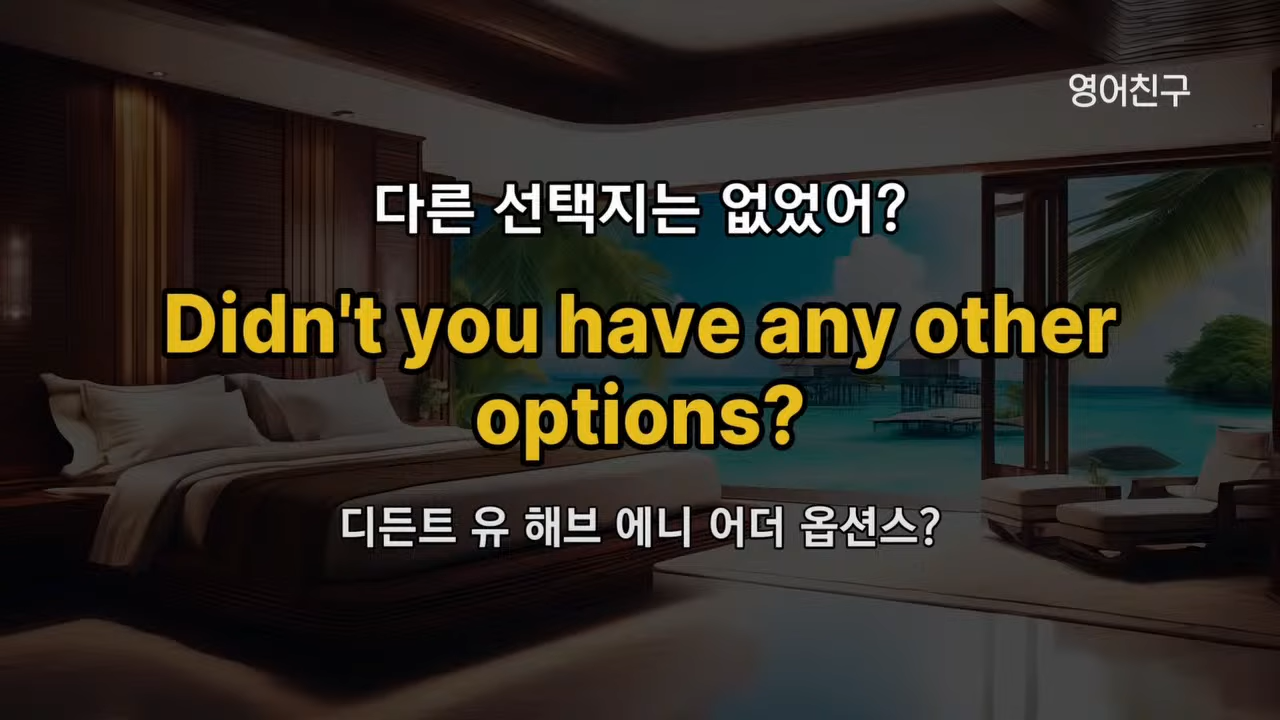 영어친구
다른 선택지는 없었어?
Didn't you have any other
options?
디든트 유 해브 에니 어더 옵션스?